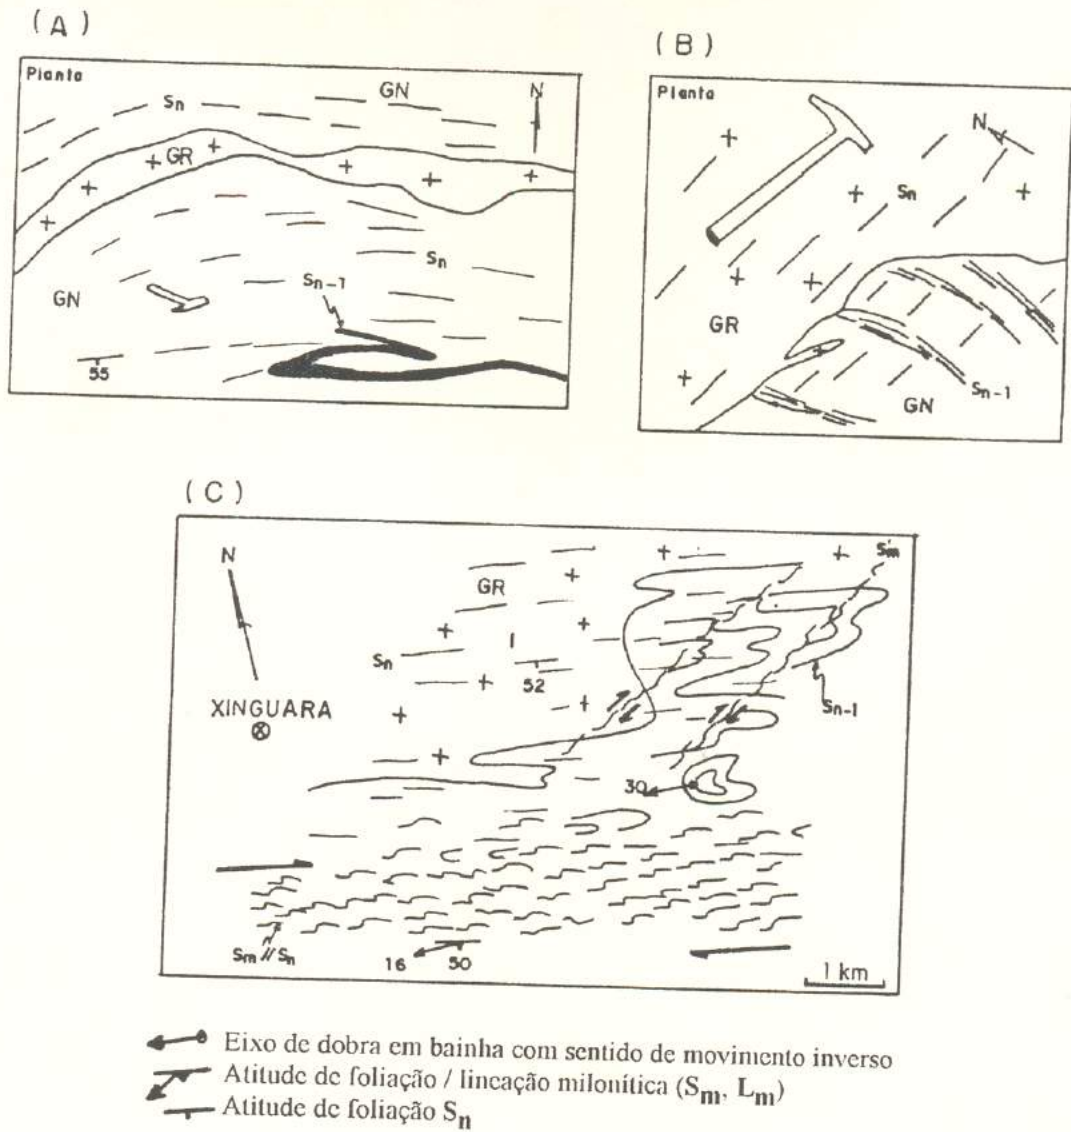 (A)
Planta
GN
N
Sn
GR
Sn
Sn-1
GN
55
(B)
Planta
N
Sn
GR
Sn-1
GN
(C)
N
GR
Sm
Sn
52
Sn-1
XINGUARA
30
Sm // Sn
16
50
1 km
Eixo de dobra em bainha com sentido de movimento inverso
Atitude de foliação / lineação milonítica (Sm, Lm)
Atitude de foliação Sn